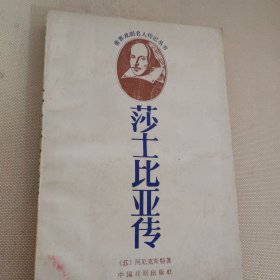 世界戏剧名人传记丛书
莎士比亚传
〔苏〕阿尼克斯特著
中国戏剧出版社